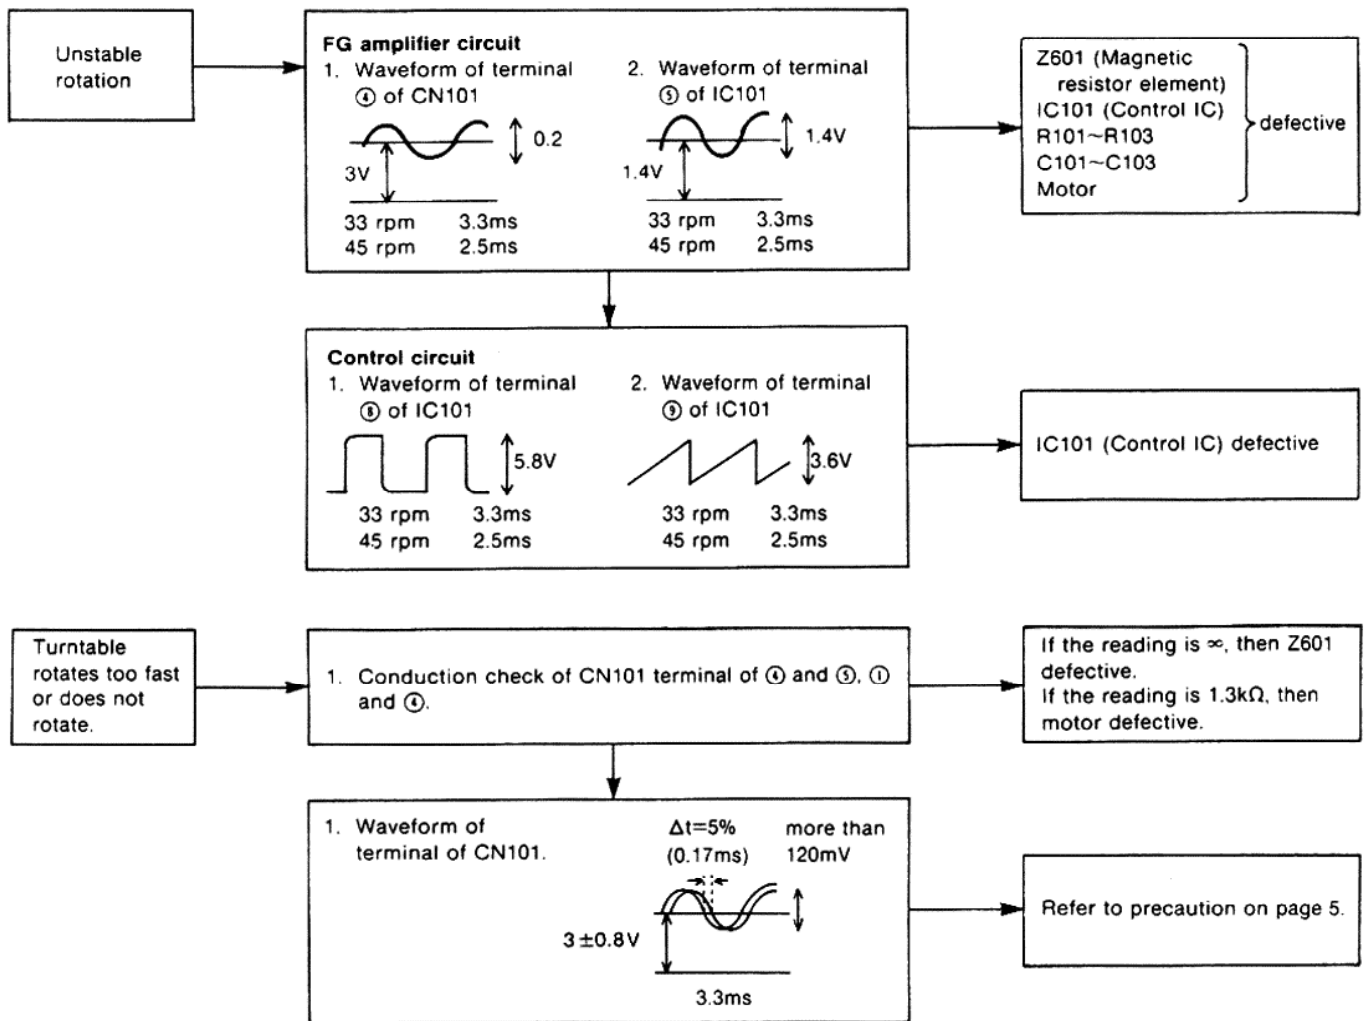 Unstable
rotation
FG amplifier circuit
1. Waveform of terminal
④ of CN101
0.2
3V
33 rpm 3.3ms
45 rpm 2.5ms
2. Waveform of terminal
⑤ of IC101
1.4V
1.4V
33 rpm 3.3ms
45 rpm 2.5ms
Z601 (Magnetic
resistor element)
IC101 (Control IC)
R101~R103
C101~C103
Motor
defective
Control circuit
1. Waveform of terminal
⑧ of IC101
5.8V
33 rpm 3.3ms
45 rpm 2.5ms
2. Waveform of terminal
⑨ of IC101
3.6V
33 rpm 3.3ms
45 rpm 2.5ms
IC101 (Control IC) defective
Turntable
rotates too fast
or does not
rotate.
1. Conduction check of CN101 terminal of ④ and ⑤, ①
and ④.
If the reading is ∞, then Z601
defective.
If the reading is 1.3kΩ, then
motor defective.
1. Waveform of
terminal of CN101.
Δt=5% more than
(0.17ms) 120mV
3±0.8V
3.3ms
Refer to precaution on page 5.